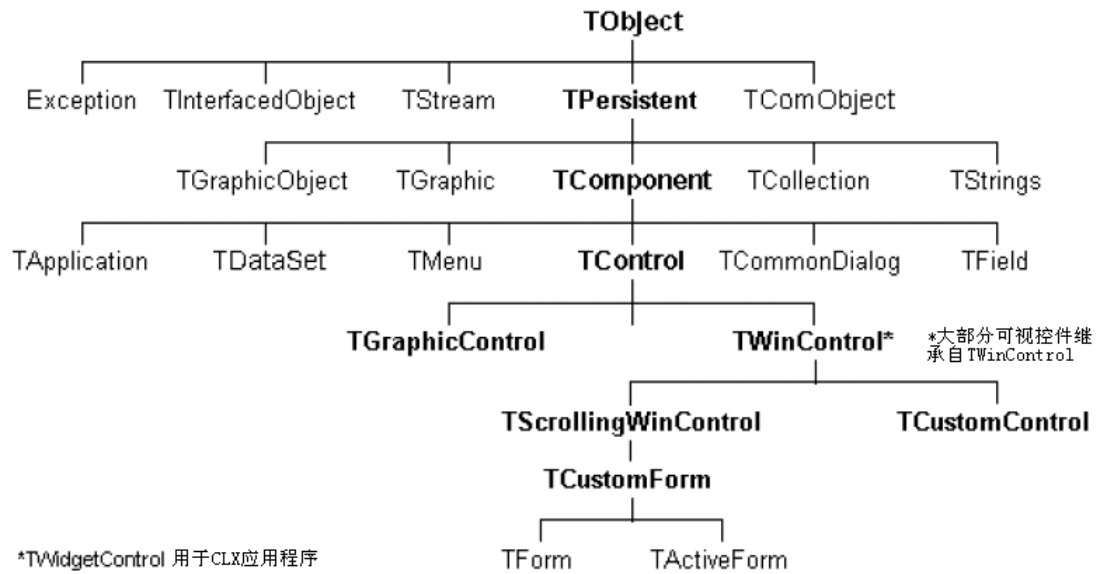 TObject
Exception TInterfacedObject TStream TPersistent TComObject
TGraphicObject TGraphic TComponent TCollection TStrings
TApplication TDataSet TMenu TControl TCommonDialog TField
TGraphicControl TWinControl*
*大部分可视控件继
承自TWinControl
TScrollingWinControl TCustomControl
TCustomForm
TForm TActiveForm
*TWidgetControl 用于CLX应用程序